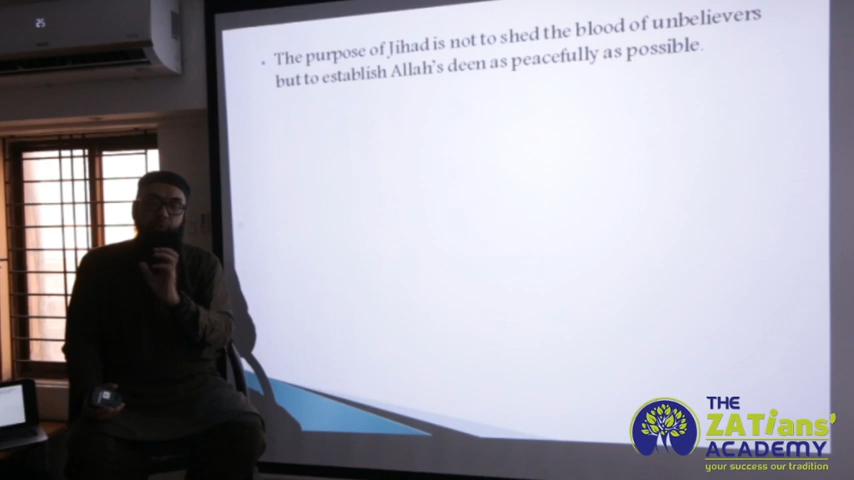 25
• The purpose of Jihad is not to shed the blood of unbelievers
but to establish Allah's deen as peacefully as possible.
THE
ZATians'
ACADEMY
your success our tradition